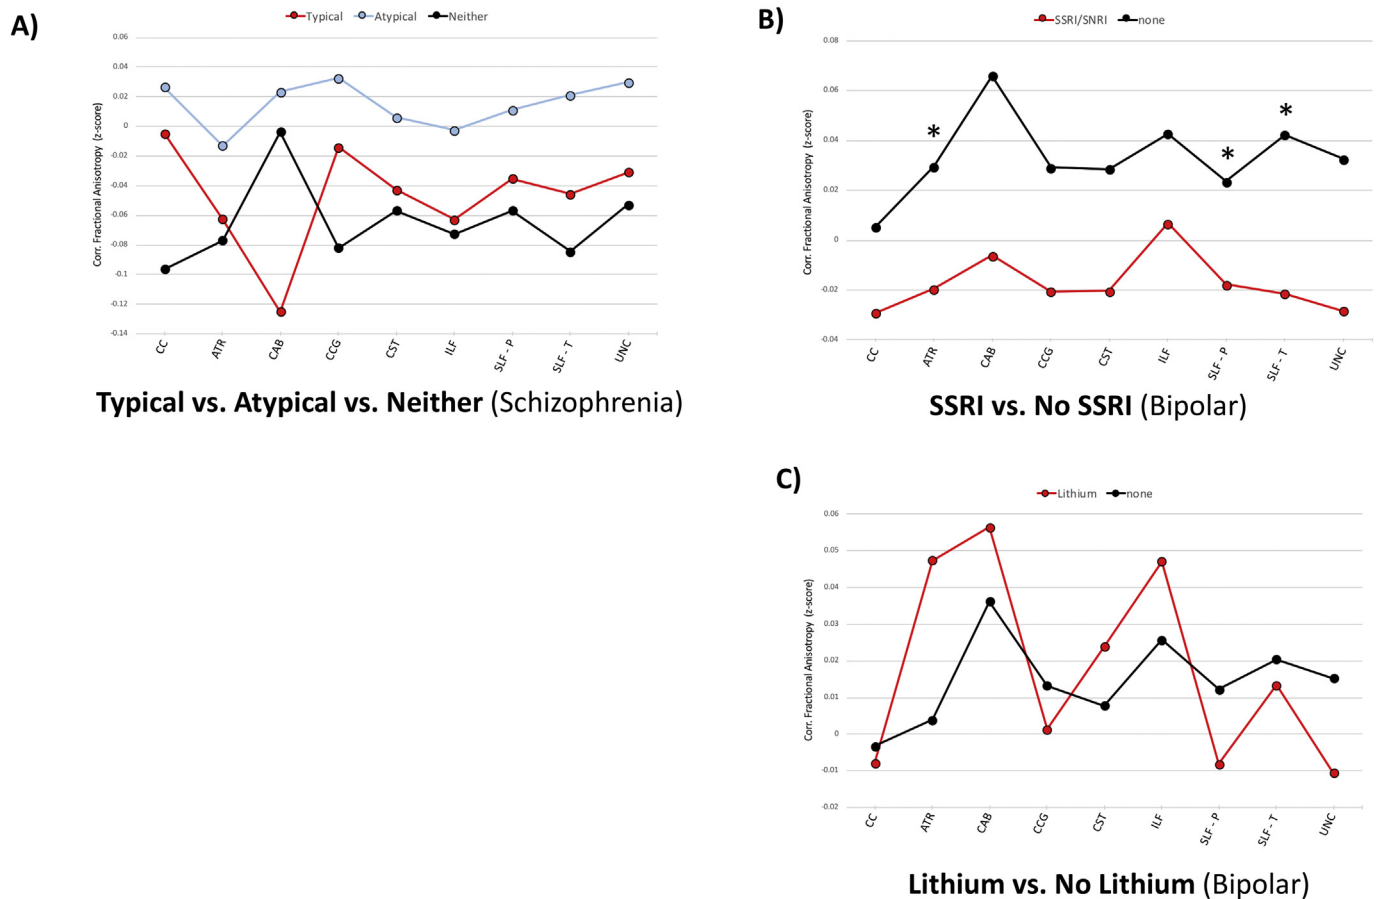 A)
Typical Atypical Neither
Corr. Fractional Anisotropy (z-score)
0.06
0.04
0.02
0
-0.02
-0.04
-0.06
-0.08
-0.1
-0.12
-0.14
CC ATR CAB CCG CST ILF SLF - P SLF - T UNC
Typical vs. Atypical vs. Neither (Schizophrenia)
B)
SSRI/SNRI none
Corr. Fractional Anisotropy (z-score)
0.08
0.06
0.04
0.02
0
-0.02
-0.04
* * *
CC ATR CAB CCG CST ILF SLF - P SLF - T UNC
SSRI vs. No SSRI (Bipolar)
C)
Lithium none
Corr. Fractional Anisotropy (z-score)
0.06
0.05
0.04
0.03
0.02
0.01
0
-0.01
-0.02
CC ATR CAB CCG CST ILF SLF - P SLF - T UNC
Lithium vs. No Lithium (Bipolar)